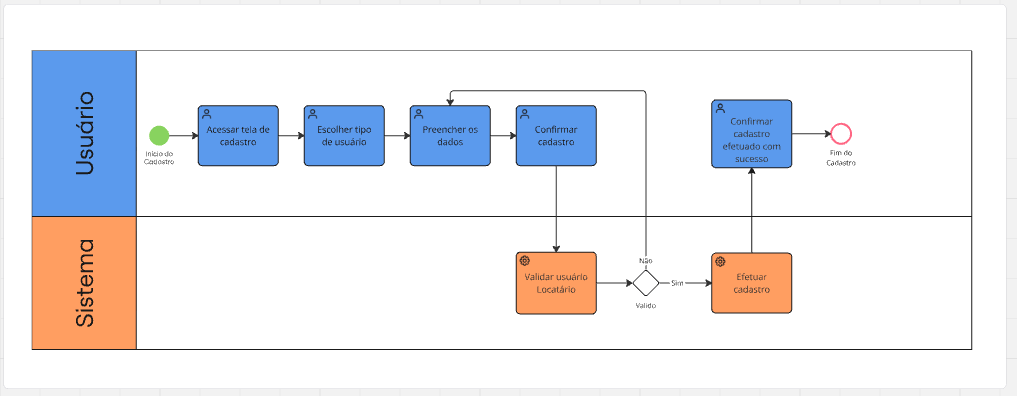 Usuário
Início do
Cadastro
Acessar tela de
cadastro
Escolher tipo
de usuário
Preencher os
dados
Confirmar
cadastro
Confirmar
cadastro
efetuado com
sucesso
Fim do
Cadastro
Sistema
Validar usuário
Locatário
Não
Valido
Sim
Efetuar
cadastro